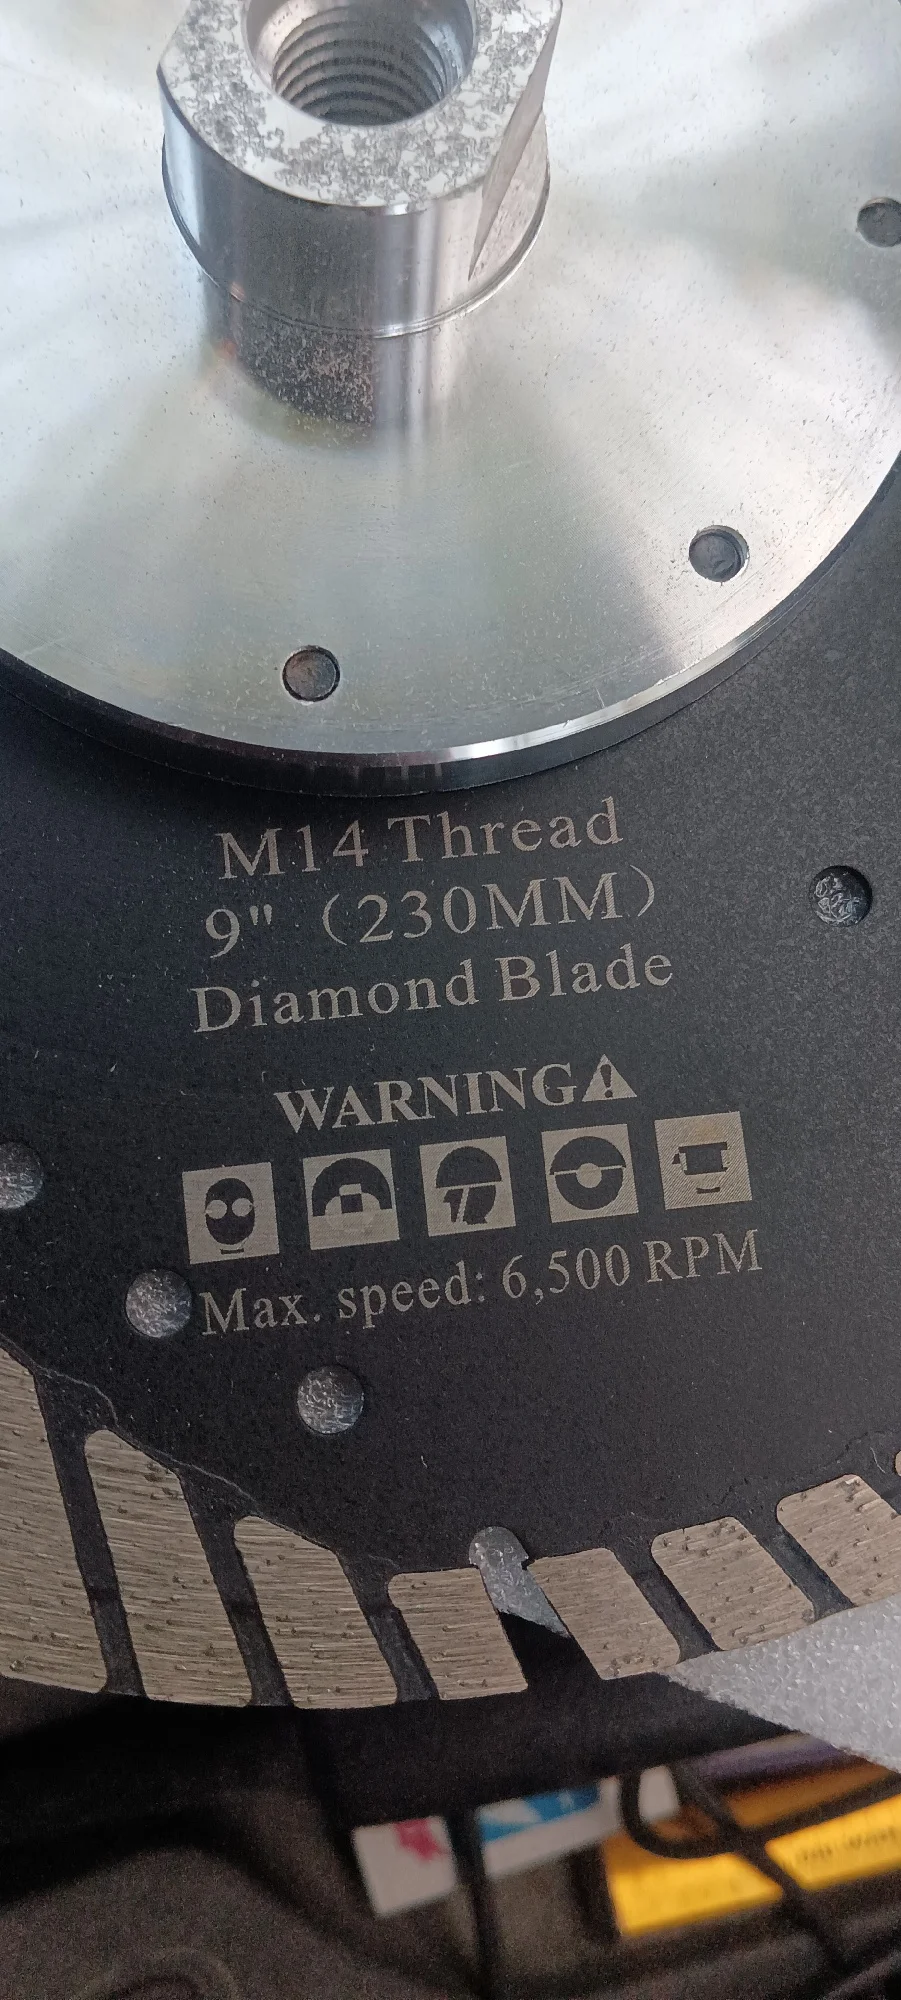 M14 Thread
9" (230MM)
Diamond Blade
WARNING
Max. speed: 6,500 RPM